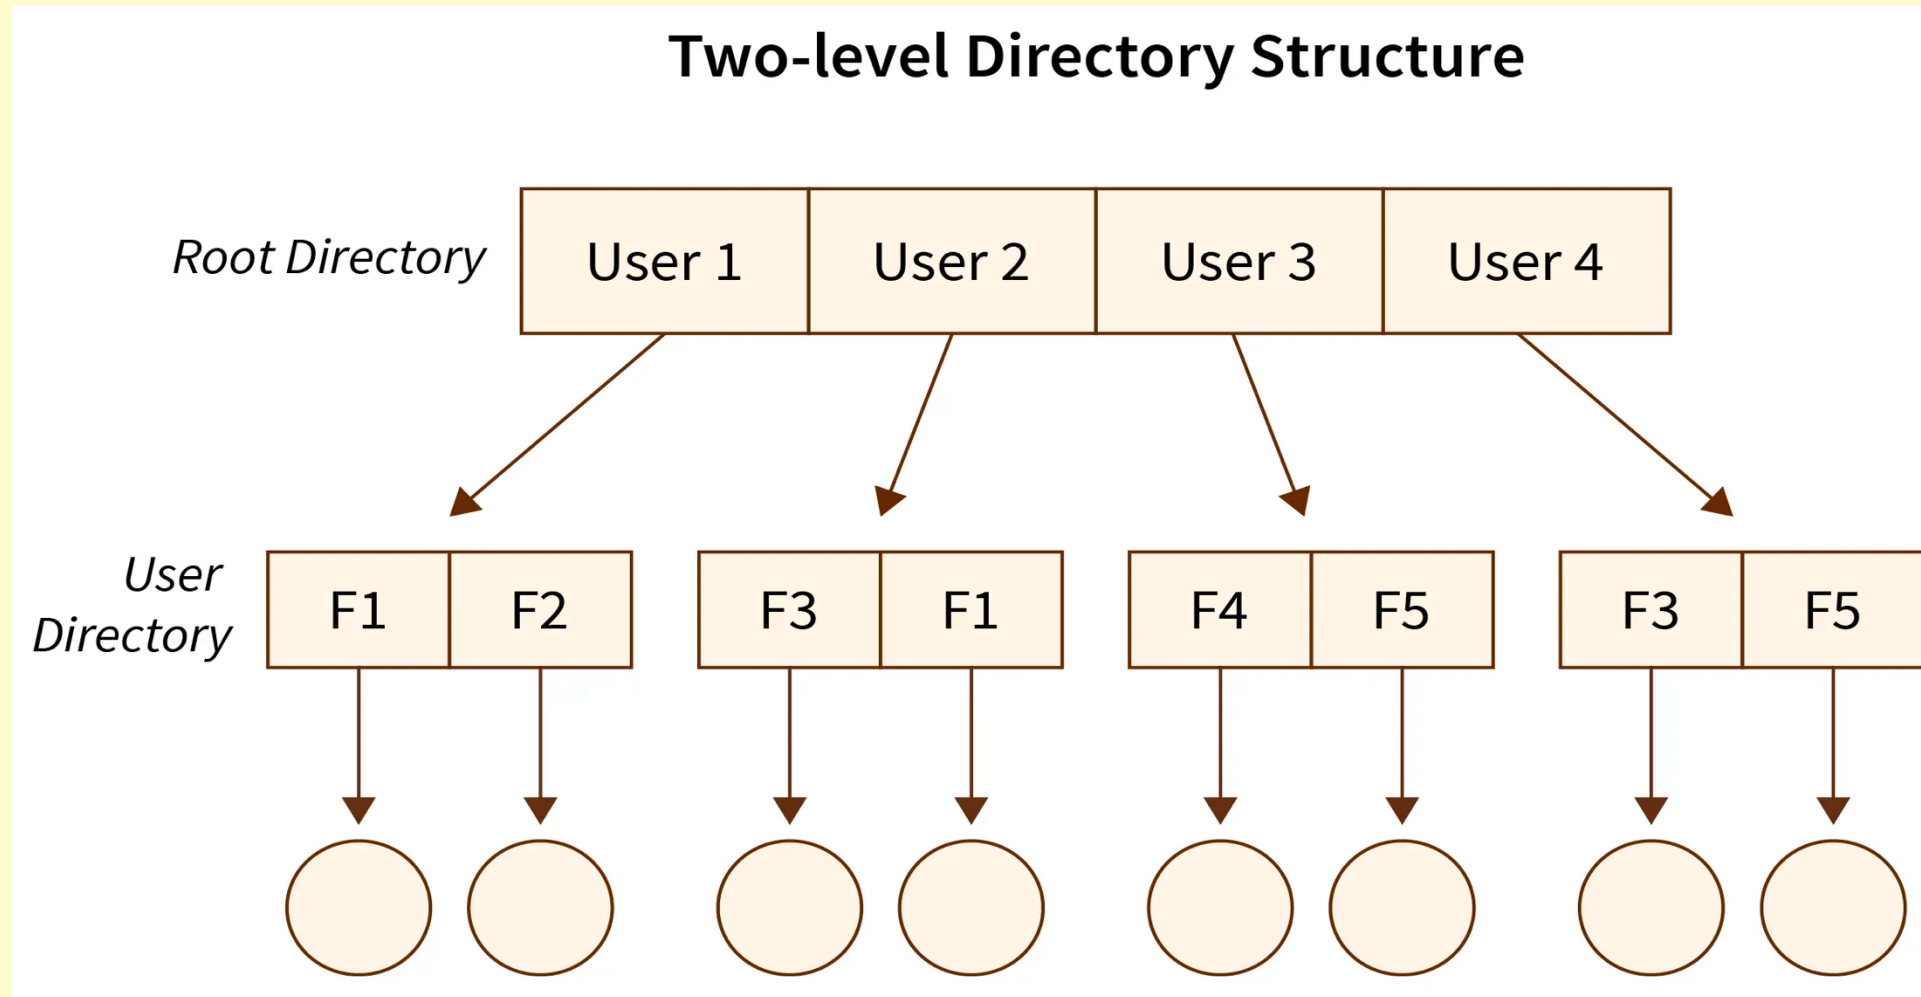 Two-level Directory Structure
Root Directory
User 1
User 2
User 3
User 4
User
Directory
F1
F2
F3
F1
F4
F5
F3
F5